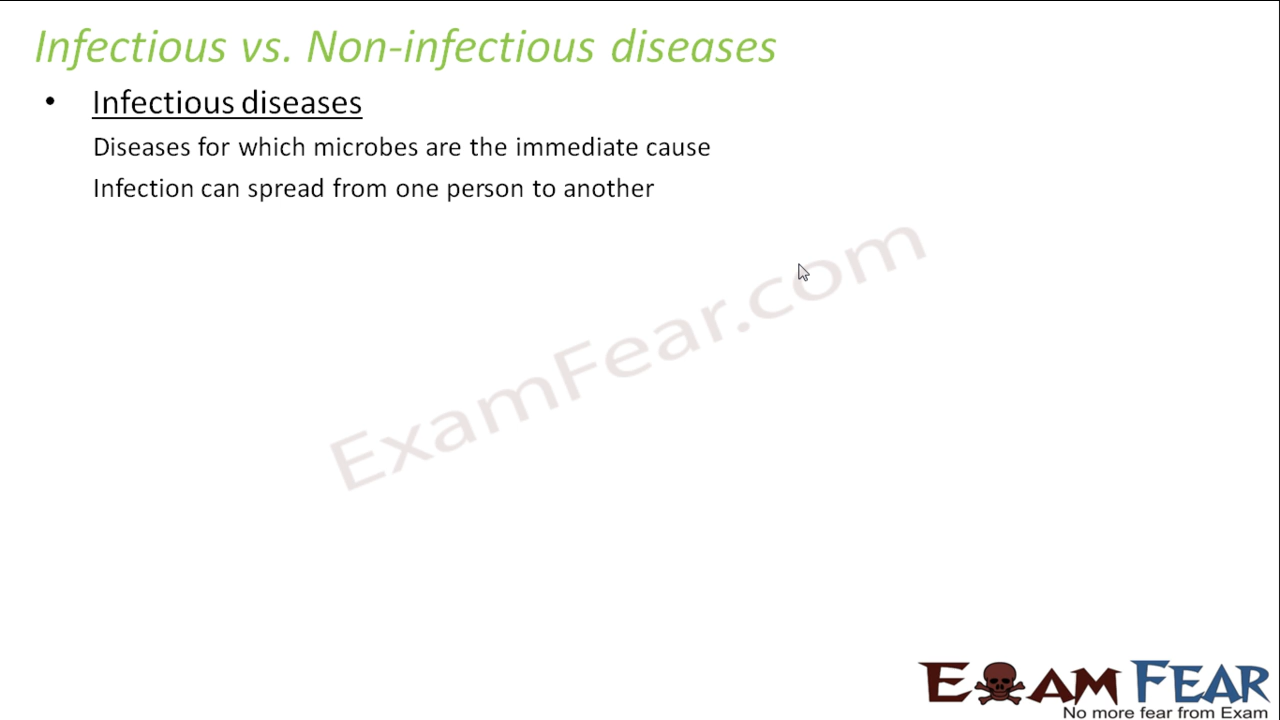 Infectious vs. Non-infectious diseases
• Infectious diseases
Diseases for which microbes are the immediate cause
Infection can spread from one person to another
ExamFear.com
EXAM FEAR
No more fear from Exam